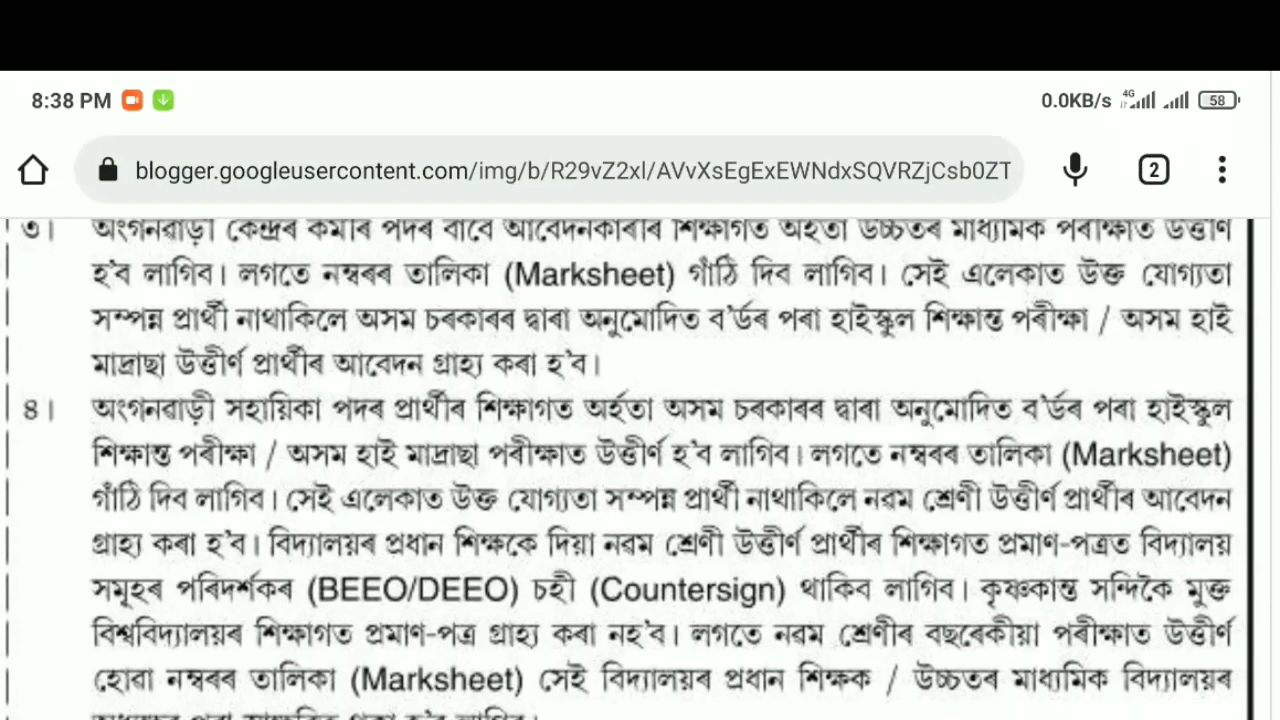 8:38 PM 0.0KB/s 4G 58
blogger.googleusercontent.com/img/b/R29vZ2xl/AVvXsEgExEWNdxSQVRZjCsb0ZT 2
৩। অংগনৱাড়ী কেন্দ্ৰৰ কৰ্মীৰ পদৰ বাবে আবেদনকাৰীৰ শিক্ষাগত অৰ্হতা উচ্চতৰ মাধ্যমিক পৰীক্ষাত উত্তীৰ্ণ
হ'ব লাগিব। লগতে নম্বৰৰ তালিকা (Marksheet) গাঁঠি দিব লাগিব। সেই এলেকাত উক্ত যোগ্যতা
সম্পন্ন প্ৰাৰ্থী নাথাকিলে অসম চৰকাৰৰ দ্বাৰা অনুমোদিত ব'ৰ্ডৰ পৰা হাইস্কুল শিক্ষান্ত পৰীক্ষা / অসম হাই
মাদ্ৰাছা উত্তীৰ্ণ প্ৰাৰ্থীৰ আবেদন গ্ৰাহ্য কৰা হ'ব।
৪। অংগনৱাড়ী সহায়িকা পদৰ প্ৰাৰ্থীৰ শিক্ষাগত অৰ্হতা অসম চৰকাৰৰ দ্বাৰা অনুমোদিত ব'ৰ্ডৰ পৰা হাইস্কুল
শিক্ষান্ত পৰীক্ষা / অসম হাই মাদ্ৰাছা পৰীক্ষাত উত্তীৰ্ণ হ'ব লাগিব। লগতে নম্বৰৰ তালিকা (Marksheet)
গাঁঠি দিব লাগিব। সেই এলেকাত উক্ত যোগ্যতা সম্পন্ন প্ৰাৰ্থী নাথাকিলে নৱম শ্ৰেণী উত্তীৰ্ণ প্ৰাৰ্থীৰ আবেদন
গ্ৰাহ্য কৰা হ'ব। বিদ্যালয়ৰ প্ৰধান শিক্ষকে দিয়া নৱম শ্ৰেণী উত্তীৰ্ণ প্ৰাৰ্থীৰ শিক্ষাগত প্ৰমাণ-পত্ৰত বিদ্যালয়
সমূহৰ পৰিদৰ্শকৰ (BEEO/DEEO) চহী (Countersign) থাকিব লাগিব। কৃষ্ণকান্ত সন্দিকৈ মুক্ত
বিশ্ববিদ্যালয়ৰ শিক্ষাগত প্ৰমাণ-পত্ৰ গ্ৰাহ্য কৰা নহ'ব। লগতে নৱম শ্ৰেণীৰ বছৰেকীয়া পৰীক্ষাত উত্তীৰ্ণ
হোৱা নম্বৰৰ তালিকা (Marksheet) সেই বিদ্যালয়ৰ প্ৰধান শিক্ষক / উচ্চতৰ মাধ্যমিক বিদ্যালয়ৰ